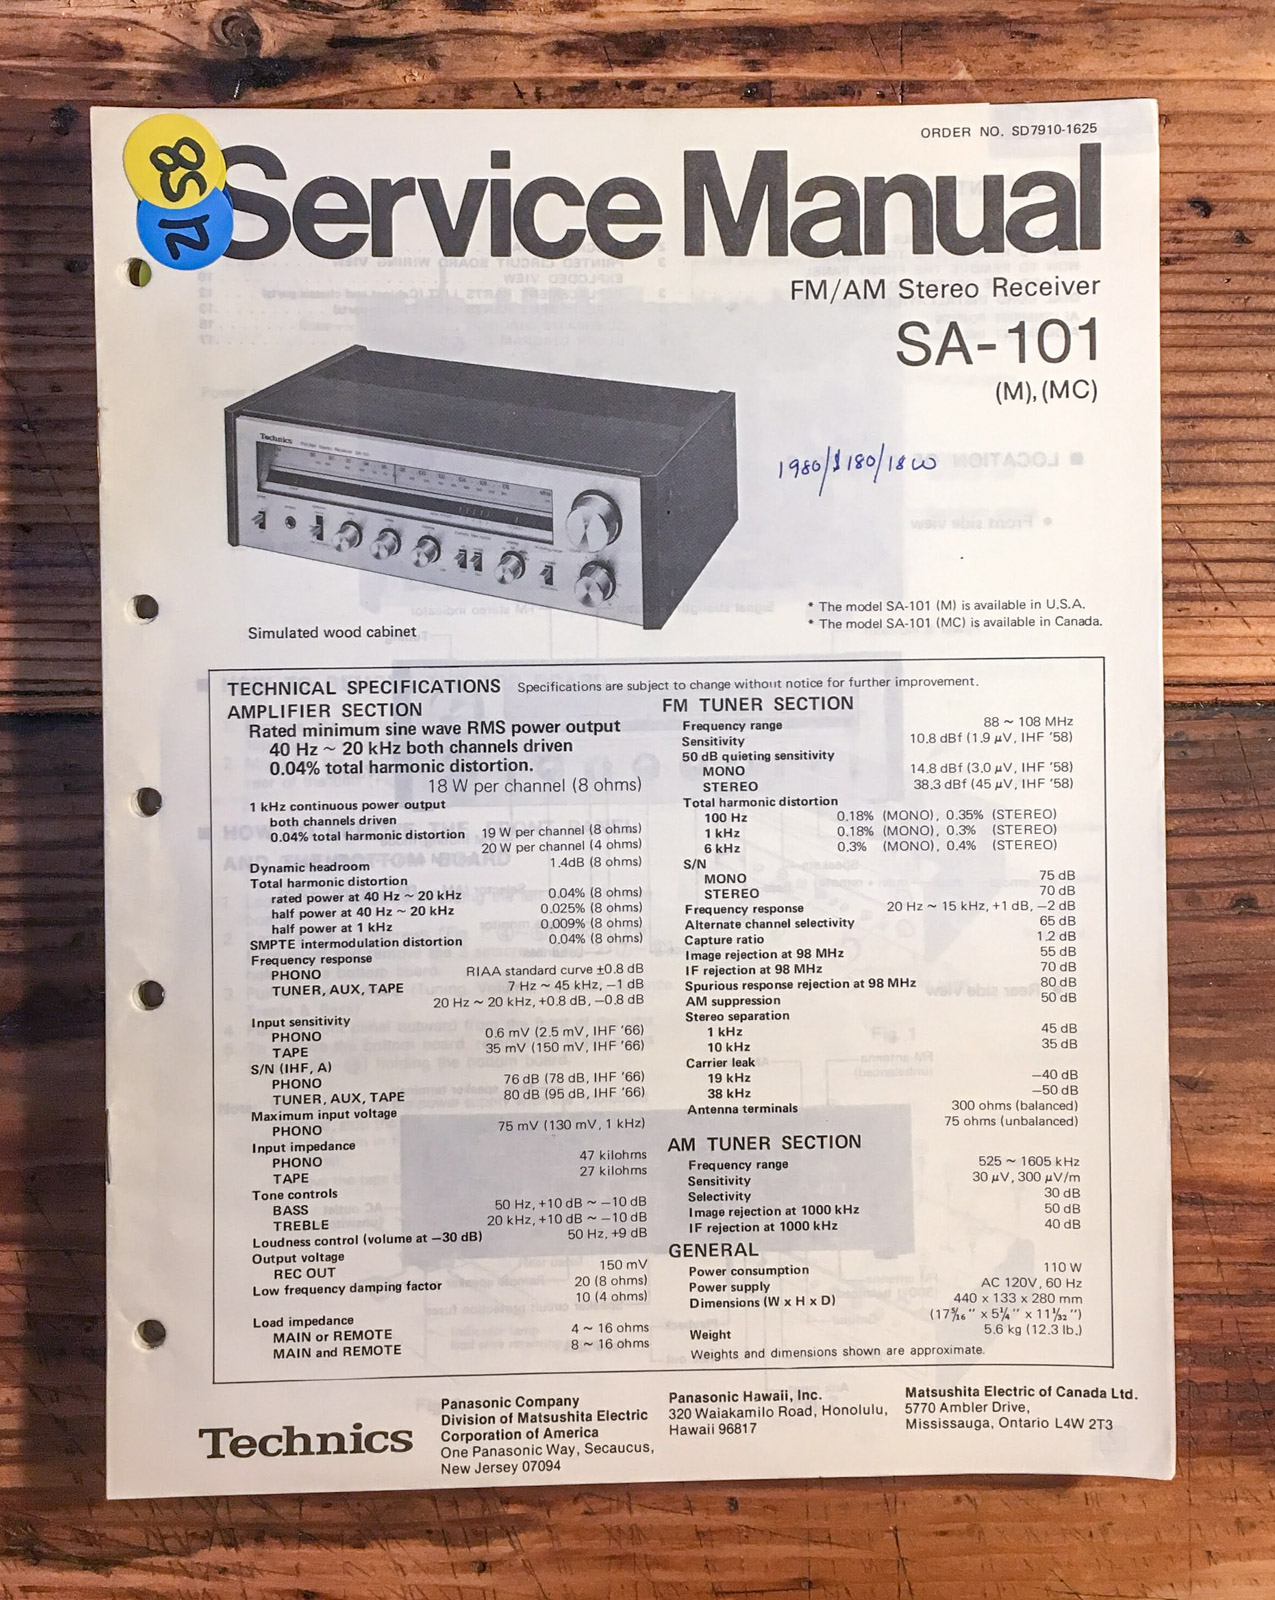 ORDER NO. SD7910-1625
85
12
Service Manual
FM/AM Stereo Receiver
SA-101
(M), (MC)
Technics
1980/$180/18W
* The model SA-101 (M) is available in U.S.A.
* The model SA-101 (MC) is available in Canada.
Simulated wood cabinet
TECHNICAL SPECIFICATIONS Specifications are subject to change without notice for further improvement.
AMPLIFIER SECTION
Rated minimum sine wave RMS power output
40 Hz ~ 20 kHz both channels driven
0.04% total harmonic distortion.
18 W per channel (8 ohms)
1 kHz continuous power output
both channels driven
0.04% total harmonic distortion 19 W per channel (8 ohms)
20 W per channel (4 ohms)
Dynamic headroom 1.4dB (8 ohms)
Total harmonic distortion
rated power at 40 Hz ~ 20 kHz 0.04% (8 ohms)
half power at 40 Hz ~ 20 kHz 0.025% (8 ohms)
half power at 1 kHz 0.009% (8 ohms)
SMPTE intermodulation distortion 0.04% (8 ohms)
Frequency response
PHONO RIAA standard curve ±0.8 dB
TUNER, AUX, TAPE 7 Hz ~ 45 kHz, −1 dB
20 Hz ~ 20 kHz, +0.8 dB, −0.8 dB
Input sensitivity
PHONO 0.6 mV (2.5 mV, IHF '66)
TAPE 35 mV (150 mV, IHF '66)
S/N (IHF, A)
PHONO 76 dB (78 dB, IHF '66)
TUNER, AUX, TAPE 80 dB (95 dB, IHF '66)
Maximum input voltage
PHONO 75 mV (130 mV, 1 kHz)
Input impedance
PHONO 47 kilohms
TAPE 27 kilohms
Tone controls
BASS 50 Hz, +10 dB ~ −10 dB
TREBLE 20 kHz, +10 dB ~ −10 dB
Loudness control (volume at −30 dB) 50 Hz, +9 dB
Output voltage
REC OUT 150 mV
Low frequency damping factor 20 (8 ohms)
10 (4 ohms)
Load impedance
MAIN or REMOTE 4 ~ 16 ohms
MAIN and REMOTE 8 ~ 16 ohms
FM TUNER SECTION
Frequency range 88 ~ 108 MHz
Sensitivity 10.8 dBf (1.9 µV, IHF '58)
50 dB quieting sensitivity
MONO 14.8 dBf (3.0 µV, IHF '58)
STEREO 38.3 dBf (45 µV, IHF '58)
Total harmonic distortion
100 Hz 0.18% (MONO), 0.35% (STEREO)
1 kHz 0.18% (MONO), 0.3% (STEREO)
6 kHz 0.3% (MONO), 0.4% (STEREO)
S/N
MONO 75 dB
STEREO 70 dB
Frequency response 20 Hz ~ 15 kHz, +1 dB, −2 dB
Alternate channel selectivity 65 dB
Capture ratio 1.2 dB
Image rejection at 98 MHz 55 dB
IF rejection at 98 MHz 70 dB
Spurious response rejection at 98 MHz 80 dB
AM suppression 50 dB
Stereo separation
1 kHz 45 dB
10 kHz 35 dB
Carrier leak
19 kHz −40 dB
38 kHz −50 dB
Antenna terminals 300 ohms (balanced)
75 ohms (unbalanced)
AM TUNER SECTION
Frequency range 525 ~ 1605 kHz
Sensitivity 30 µV, 300 µV/m
Selectivity 30 dB
Image rejection at 1000 kHz 50 dB
IF rejection at 1000 kHz 40 dB
GENERAL
Power consumption 110 W
Power supply AC 120V, 60 Hz
Dimensions (W x H x D) 440 x 133 x 280 mm
(17 5/16" x 5 1/4" x 11 1/32")
Weight 5.6 kg (12.3 lb.)
Weights and dimensions shown are approximate.
Technics
Panasonic Company
Division of Matsushita Electric
Corporation of America
One Panasonic Way, Secaucus,
New Jersey 07094
Panasonic Hawaii, Inc.
320 Waiakamilo Road, Honolulu,
Hawaii 96817
Matsushita Electric of Canada Ltd.
5770 Ambler Drive,
Mississauga, Ontario L4W 2T3